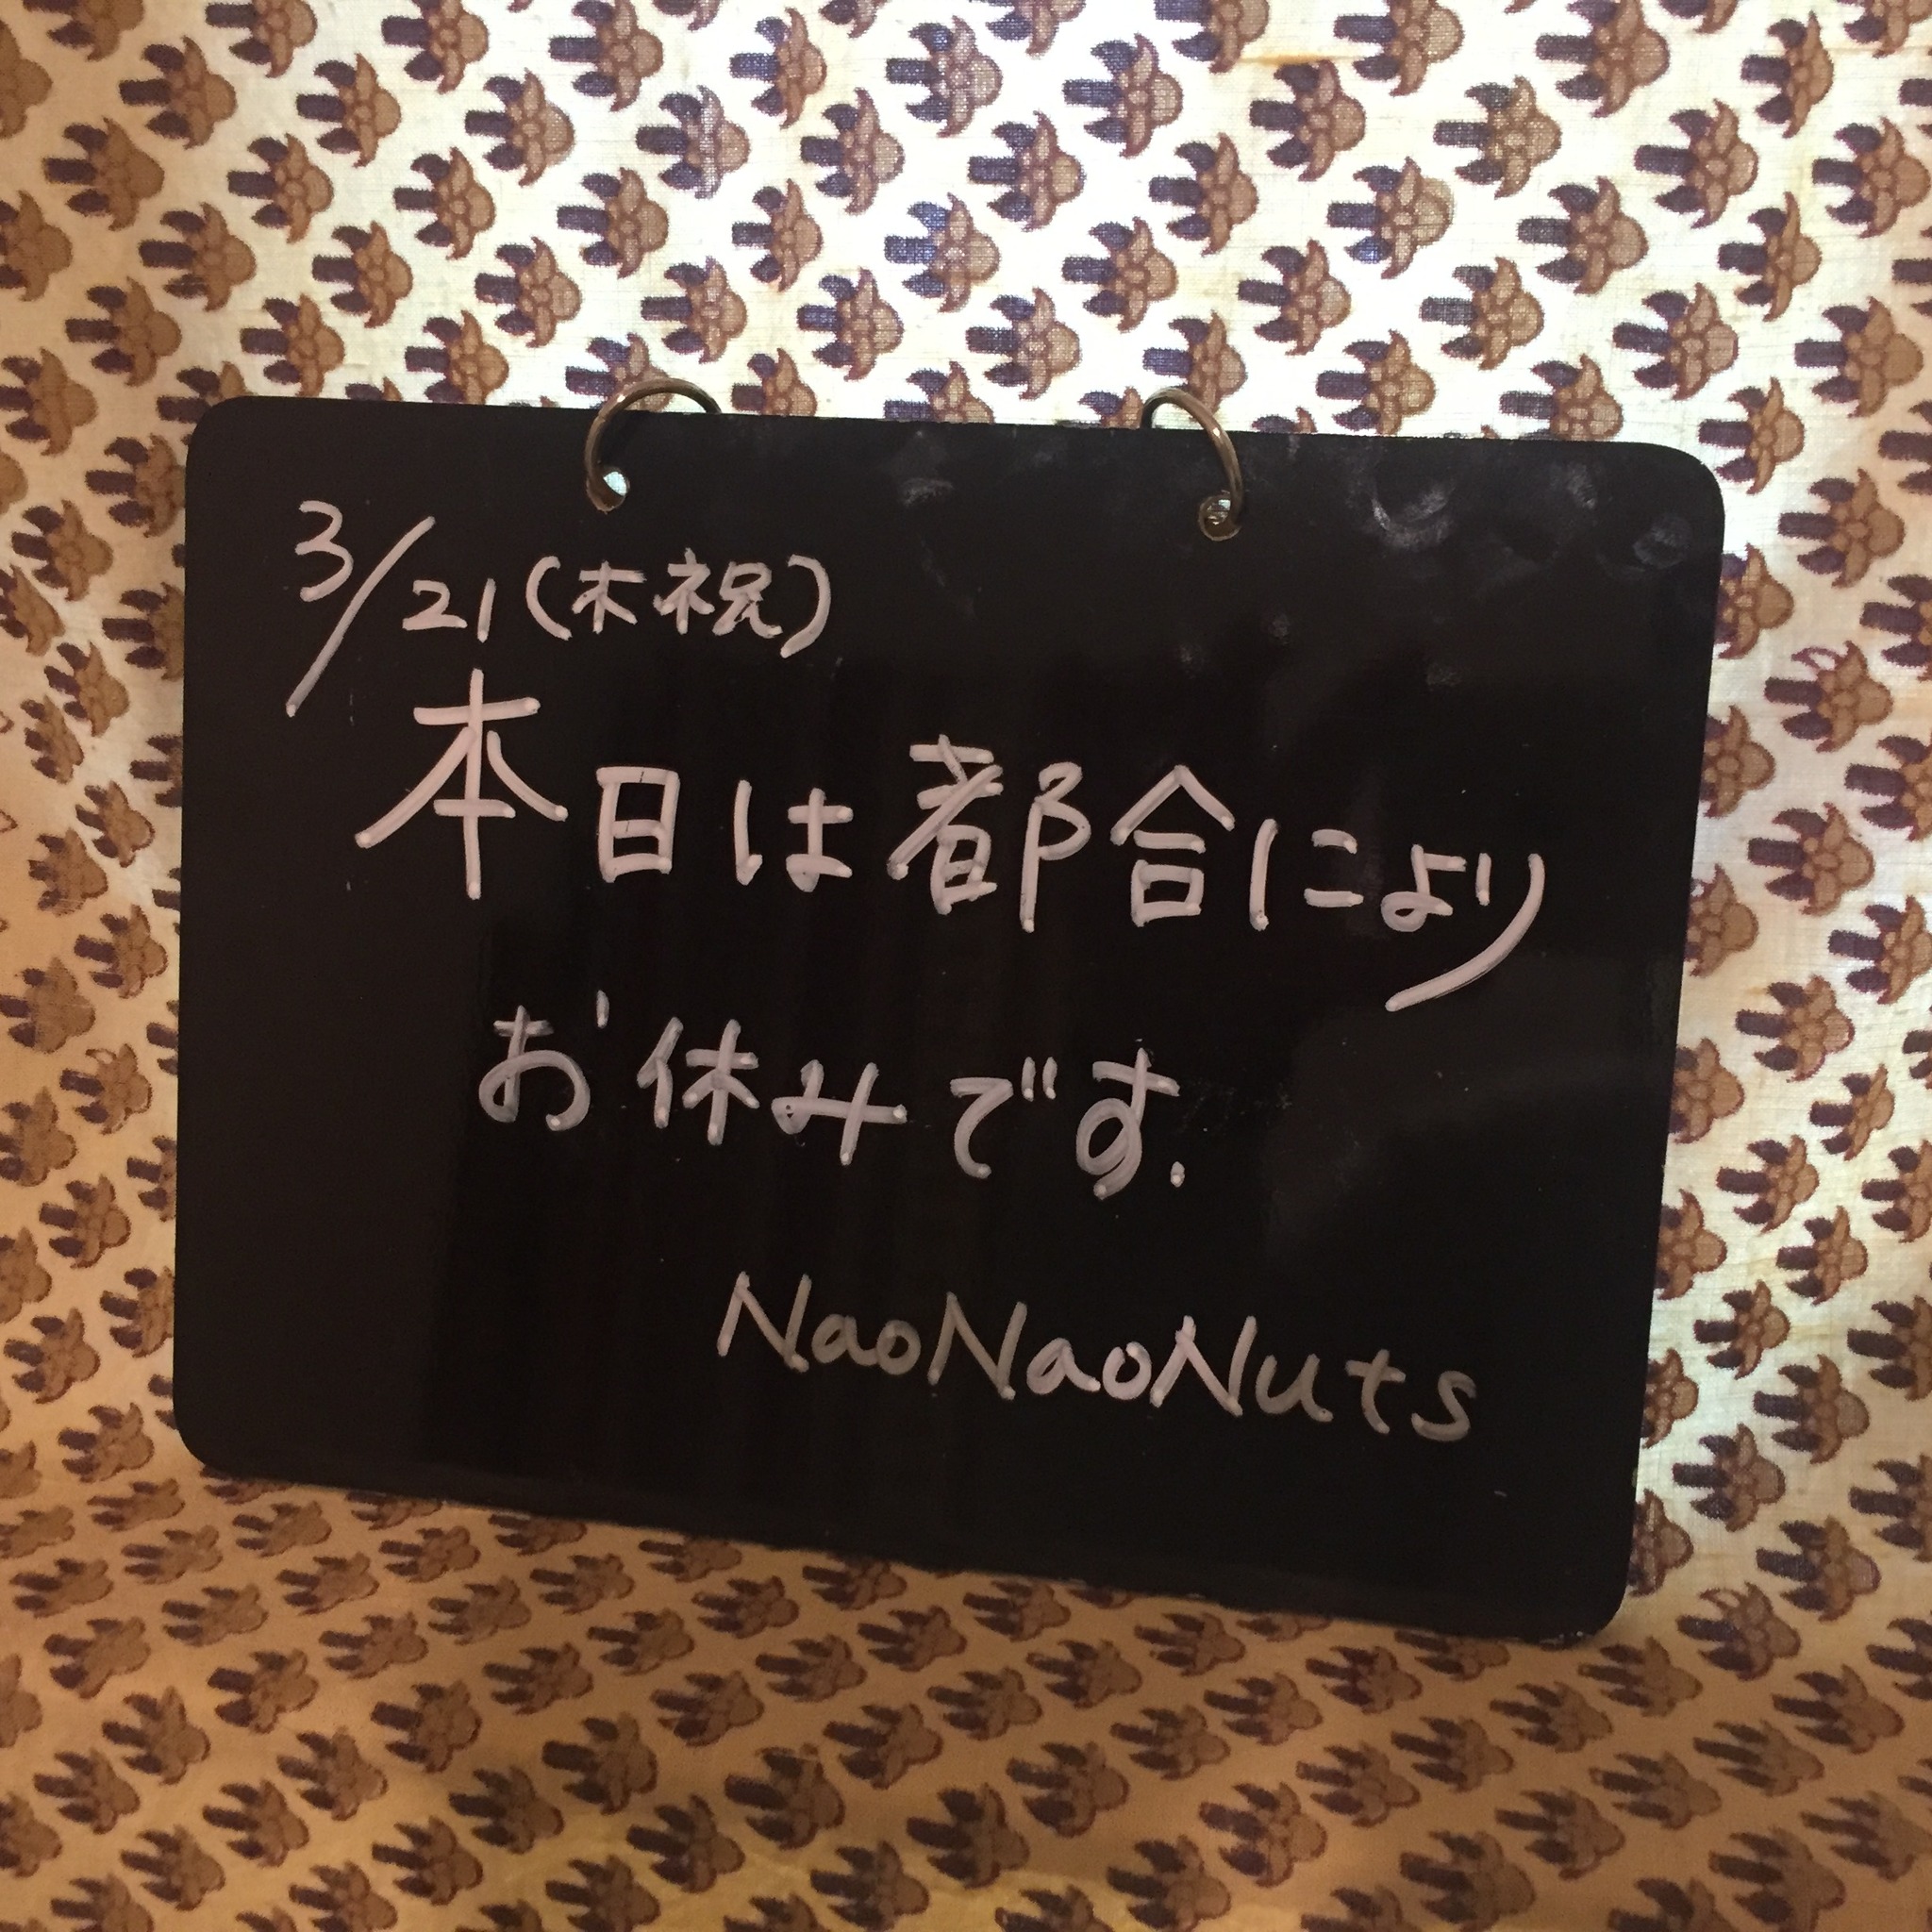 3/21(木祝)
本日は都合により
お休みです.
NaoNaoNuts